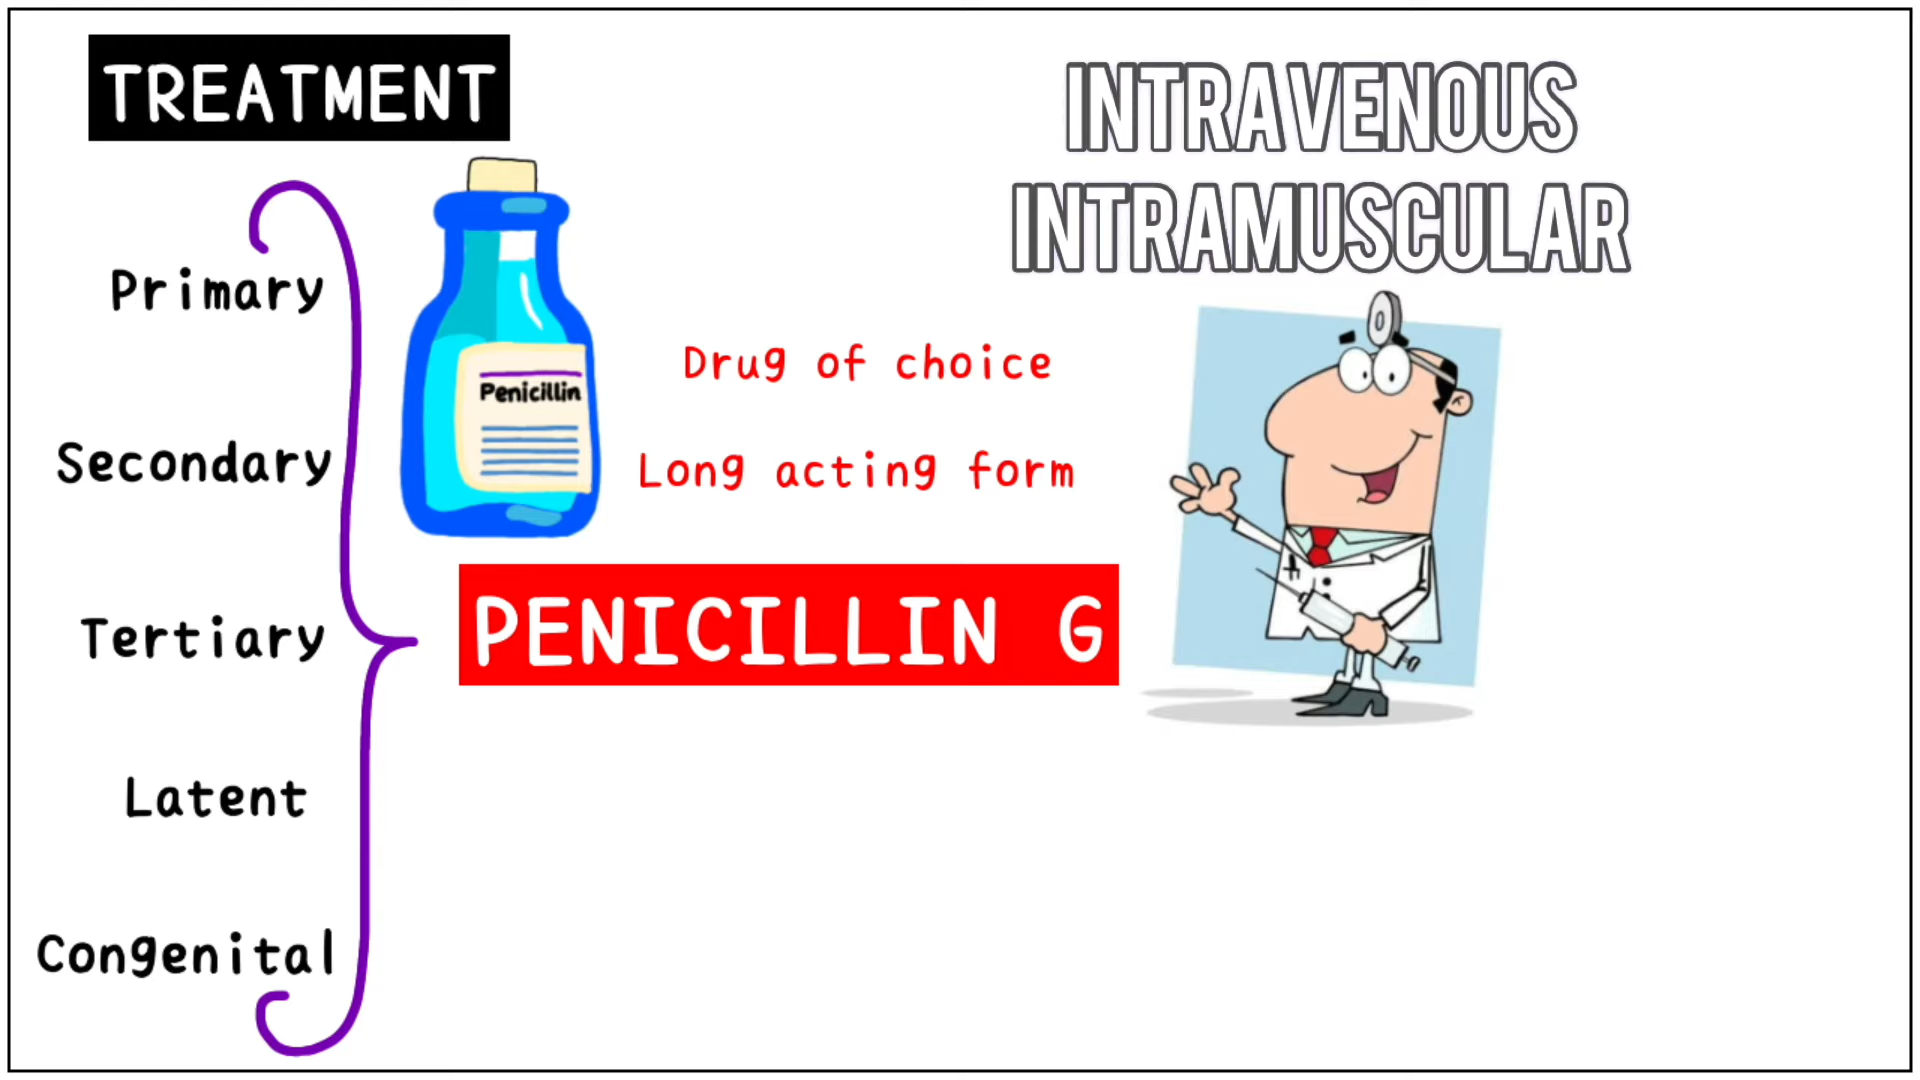 TREATMENT
INTRAVENOUS
INTRAMUSCULAR
Primary
Secondary
Tertiary
Latent
Congenital
Penicillin
Drug of choice
Long acting form
PENICILLIN G